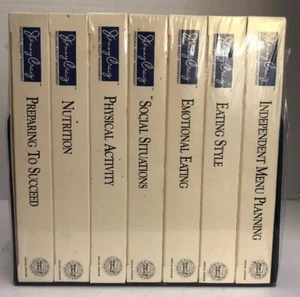 Jenny Craig
PREPARING TO SUCCEED
Jenny Craig
NUTRITION
Jenny Craig
PHYSICAL ACTIVITY
Jenny Craig
SOCIAL SITUATIONS
Jenny Craig
EMOTIONAL EATING
Jenny Craig
EATING STYLE
Jenny Craig
INDEPENDENT MENU PLANNING